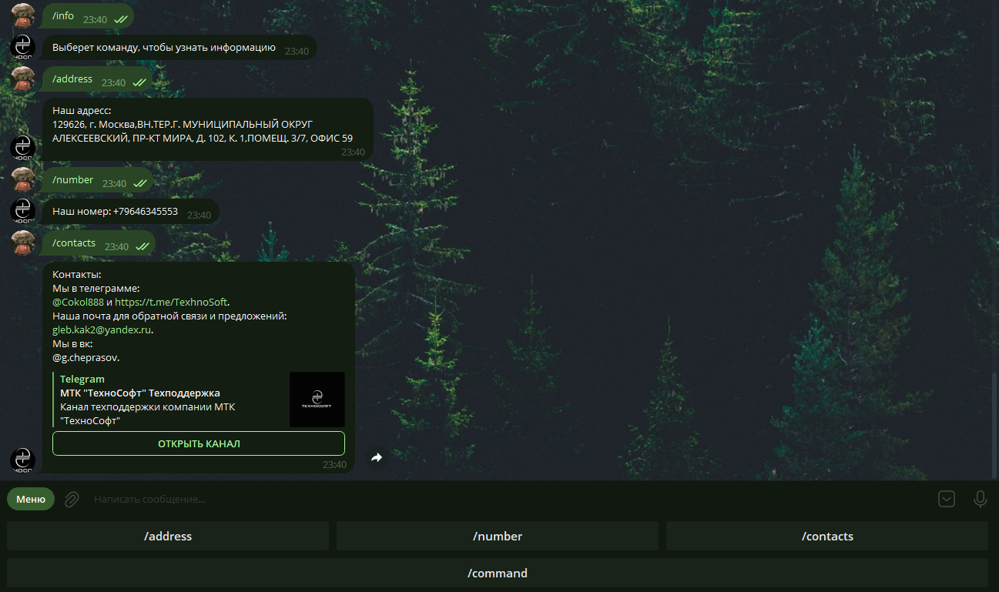 /info 23:40
Выберет команду, чтобы узнать информацию 23:40
НОСО
/address 23:40
Наш адресс:
129626, г. Москва,ВН.ТЕР.Г. МУНИЦИПАЛЬНЫЙ ОКРУГ
АЛЕКСЕЕВСКИЙ, ПР-КТ МИРА, Д. 102, К. 1,ПОМЕЩ. 3/7, ОФИС 59
23:40
НОСО
/number 23:40
Наш номер: +79646345553 23:40
НОСО
/contacts 23:40
Контакты:
Мы в телеграмме:
@Cokol888 и https://t.me/TexhnoSoft.
Наша почта для обратной связи и предложений:
gleb.kak2@yandex.ru.
Мы в вк:
@g.cheprasov.
Telegram
МТК "ТехноСофт" Техподдержка
Канал техподдержки компании МТК
"ТехноСофт"
ТЕХНОСОФТ
ОТКРЫТЬ КАНАЛ
23:40
НОСО
Меню
Написать сообщение...
/address
/number
/contacts
/command